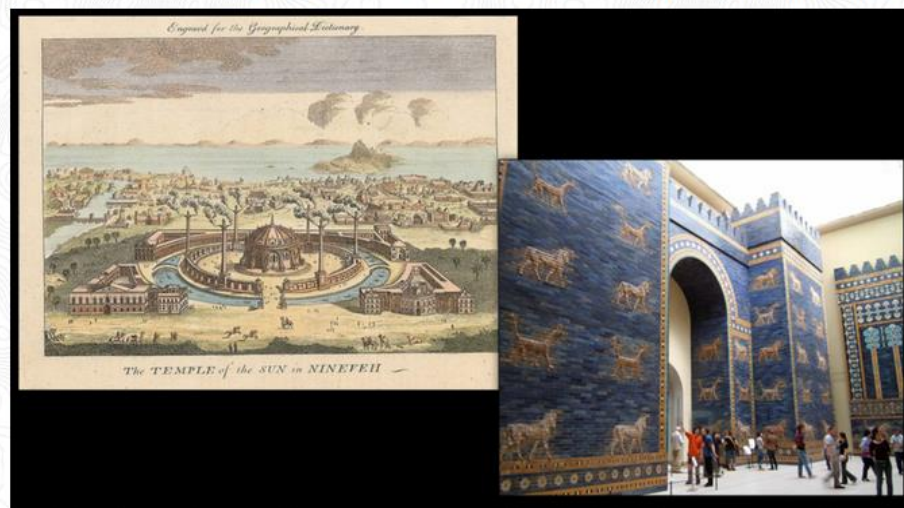 Engraved for the Geographical Dictionary.
The TEMPLE of the SUN in NINEVEH